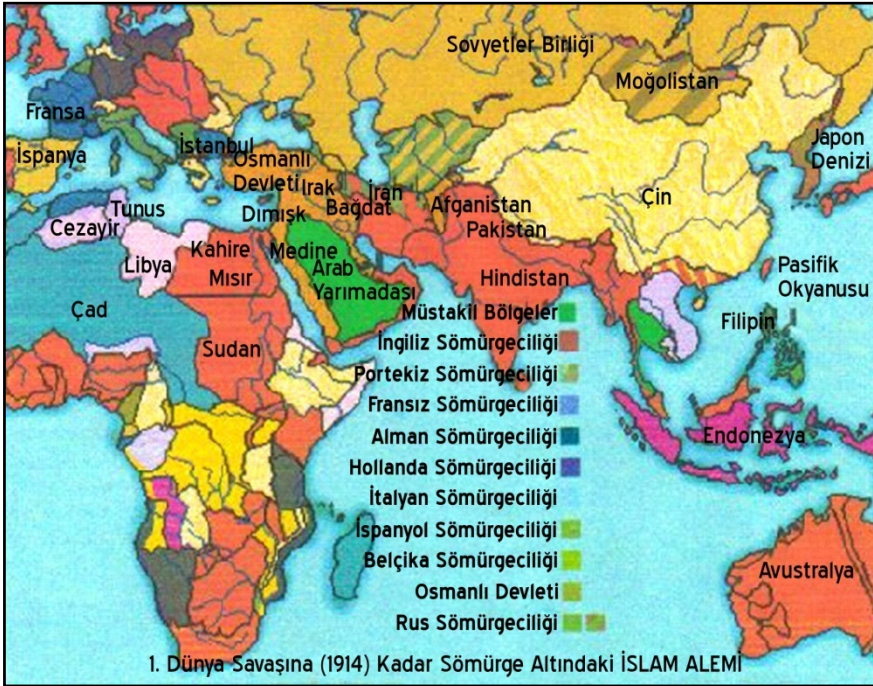 Sovyetler Birliği
Moğolistan
Fransa
İspanya
İstanbul
Osmanlı
Devleti
Irak
Bağdat
İran
Afganistan
Pakistan
Çin
Japon
Denizi
Tunus
Cezayir
Dımışk
Libya
Kahire
Mısır
Medine
Arab
Yarımadası
Hindistan
Pasifik
Okyanusu
Çad
Sudan
Filipin
Endonezya
Avustralya
Müstakil Bölgeler
İngiliz Sömürgeciliği
Portekiz Sömürgeciliği
Fransız Sömürgeciliği
Alman Sömürgeciliği
Hollanda Sömürgeciliği
İtalyan Sömürgeciliği
İspanyol Sömürgeciliği
Belçika Sömürgeciliği
Osmanlı Devleti
Rus Sömürgeciliği
1. Dünya Savaşına (1914) Kadar Sömürge Altındaki İSLAM ALEMİ